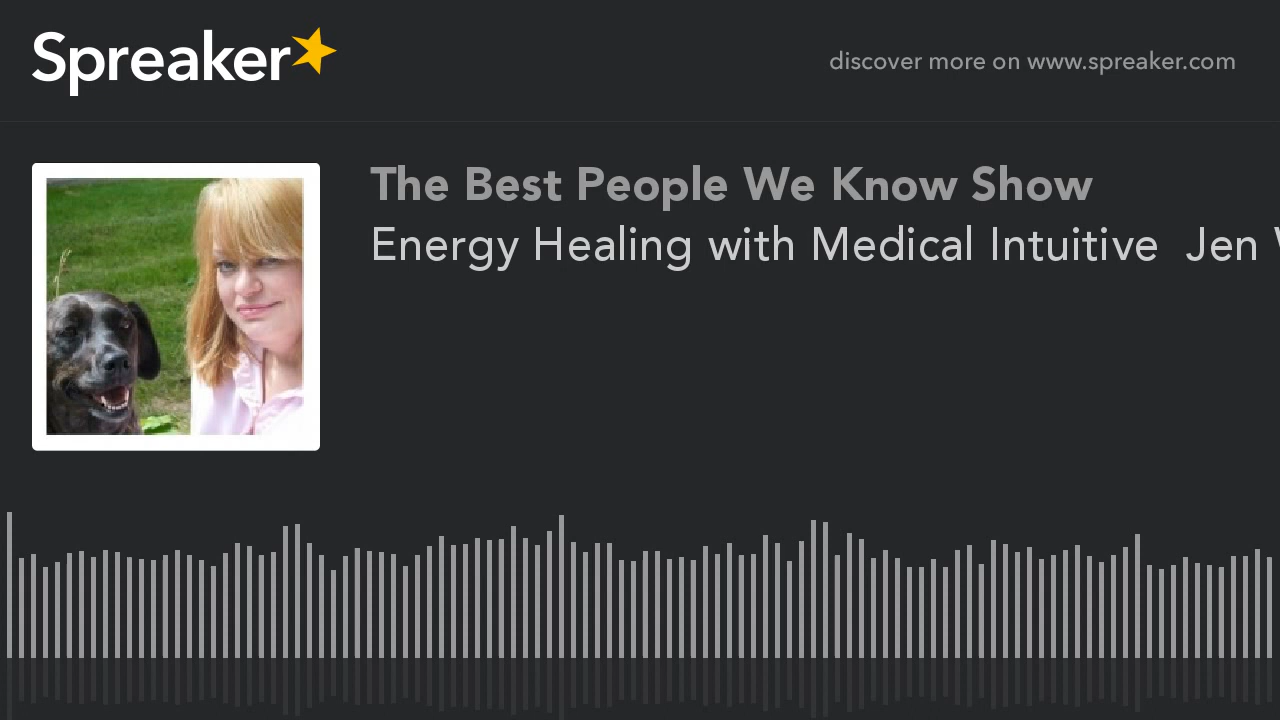 Spreaker
discover more on www.spreaker.com
The Best People We Know Show
Energy Healing with Medical Intuitive  Jen